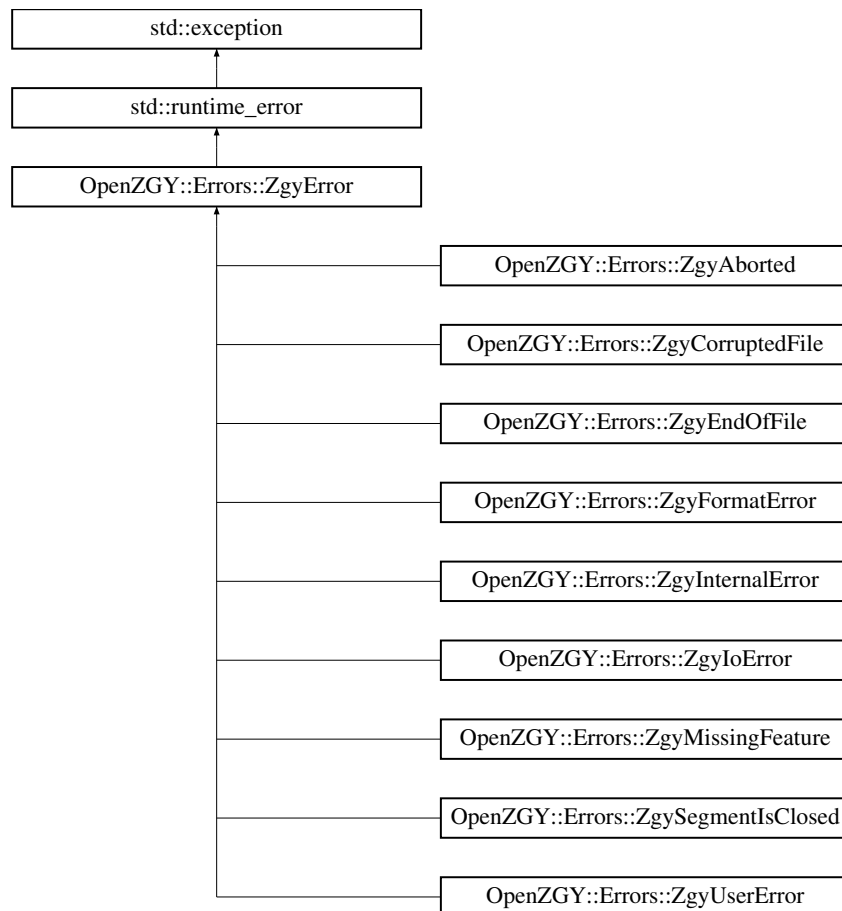 std::exception
std::runtime_error
OpenZGY::Errors::ZgyError
OpenZGY::Errors::ZgyAborted
OpenZGY::Errors::ZgyCorruptedFile
OpenZGY::Errors::ZgyEndOfFile
OpenZGY::Errors::ZgyFormatError
OpenZGY::Errors::ZgyInternalError
OpenZGY::Errors::ZgyIoError
OpenZGY::Errors::ZgyMissingFeature
OpenZGY::Errors::ZgySegmentIsClosed
OpenZGY::Errors::ZgyUserError